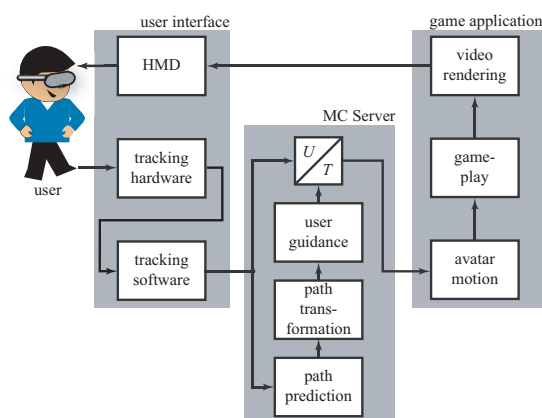 user interface
game application
HMD
video
rendering
MC Server
user
tracking
hardware
U
T
game-
play
user
guidance
tracking
software
avatar
motion
path
trans-
formation
path
prediction